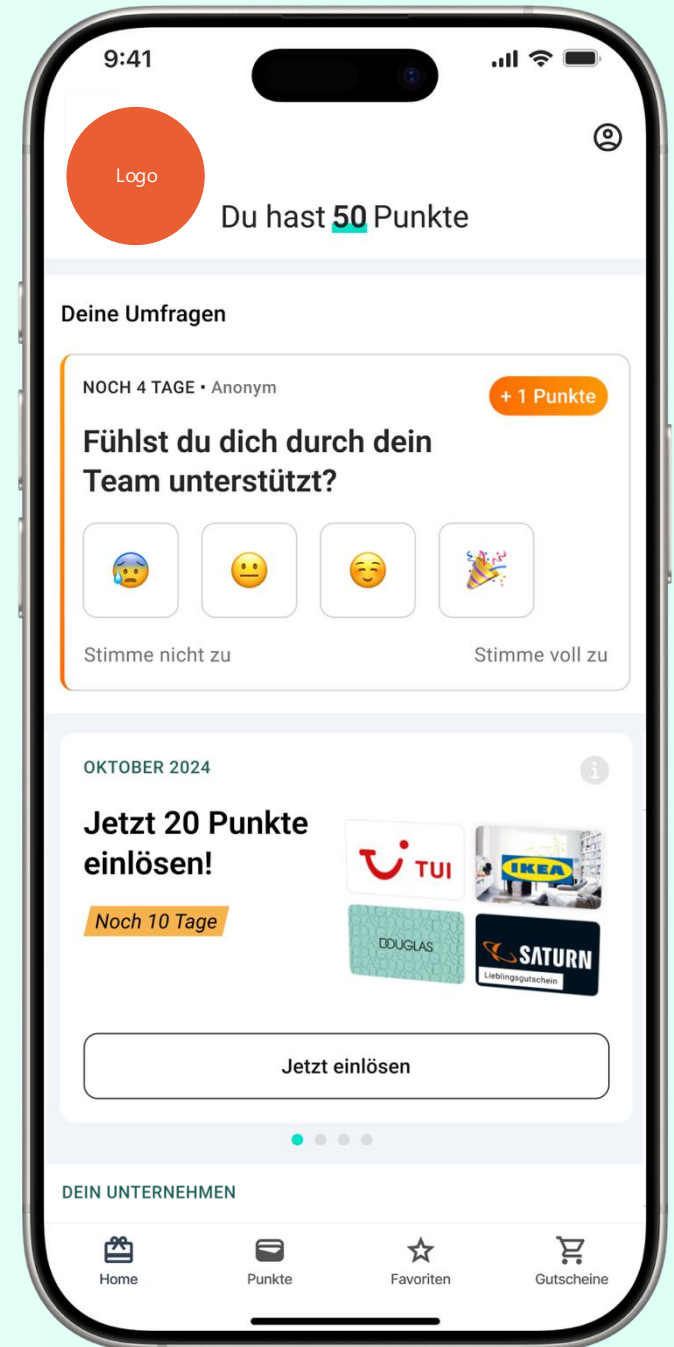 9:41
Logo
Du hast 50 Punkte
Deine Umfragen
NOCH 4 TAGE • Anonym
+ 1 Punkte
Fühlst du dich durch dein
Team unterstützt?
Stimme nicht zu
Stimme voll zu
OKTOBER 2024
Jetzt 20 Punkte
einlösen!
Noch 10 Tage
TUI
IKEA
DOUGLAS
SATURN
Lieblingsgutschein
Jetzt einlösen
DEIN UNTERNEHMEN
Home
Punkte
Favoriten
Gutscheine